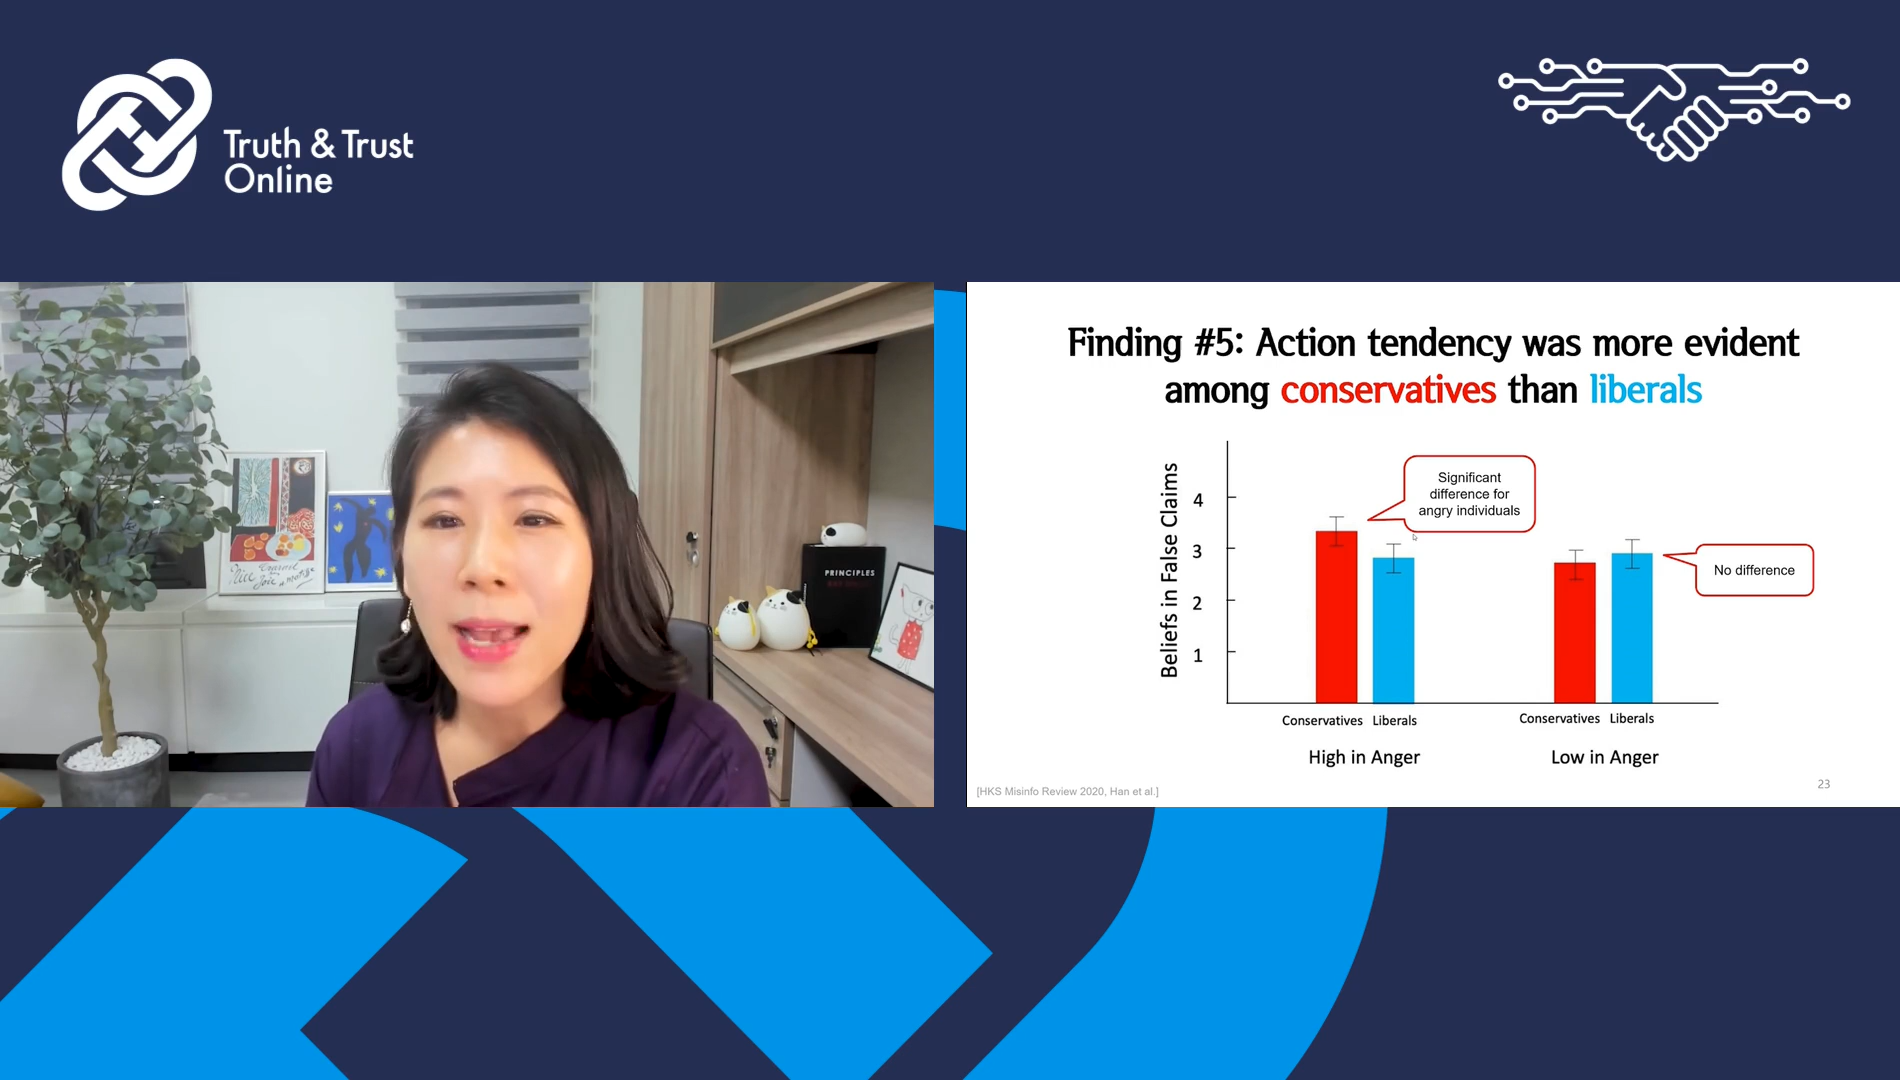 Truth & Trust
Online
PRINCIPLES
Finding #5: Action tendency was more evident
among conservatives than liberals
Beliefs in False Claims
4
3
2
1
Significant
difference for
angry individuals
No difference
Conservatives Liberals
Conservatives Liberals
High in Anger
Low in Anger
[HKS Misinfo Review 2020, Han et al.]
23